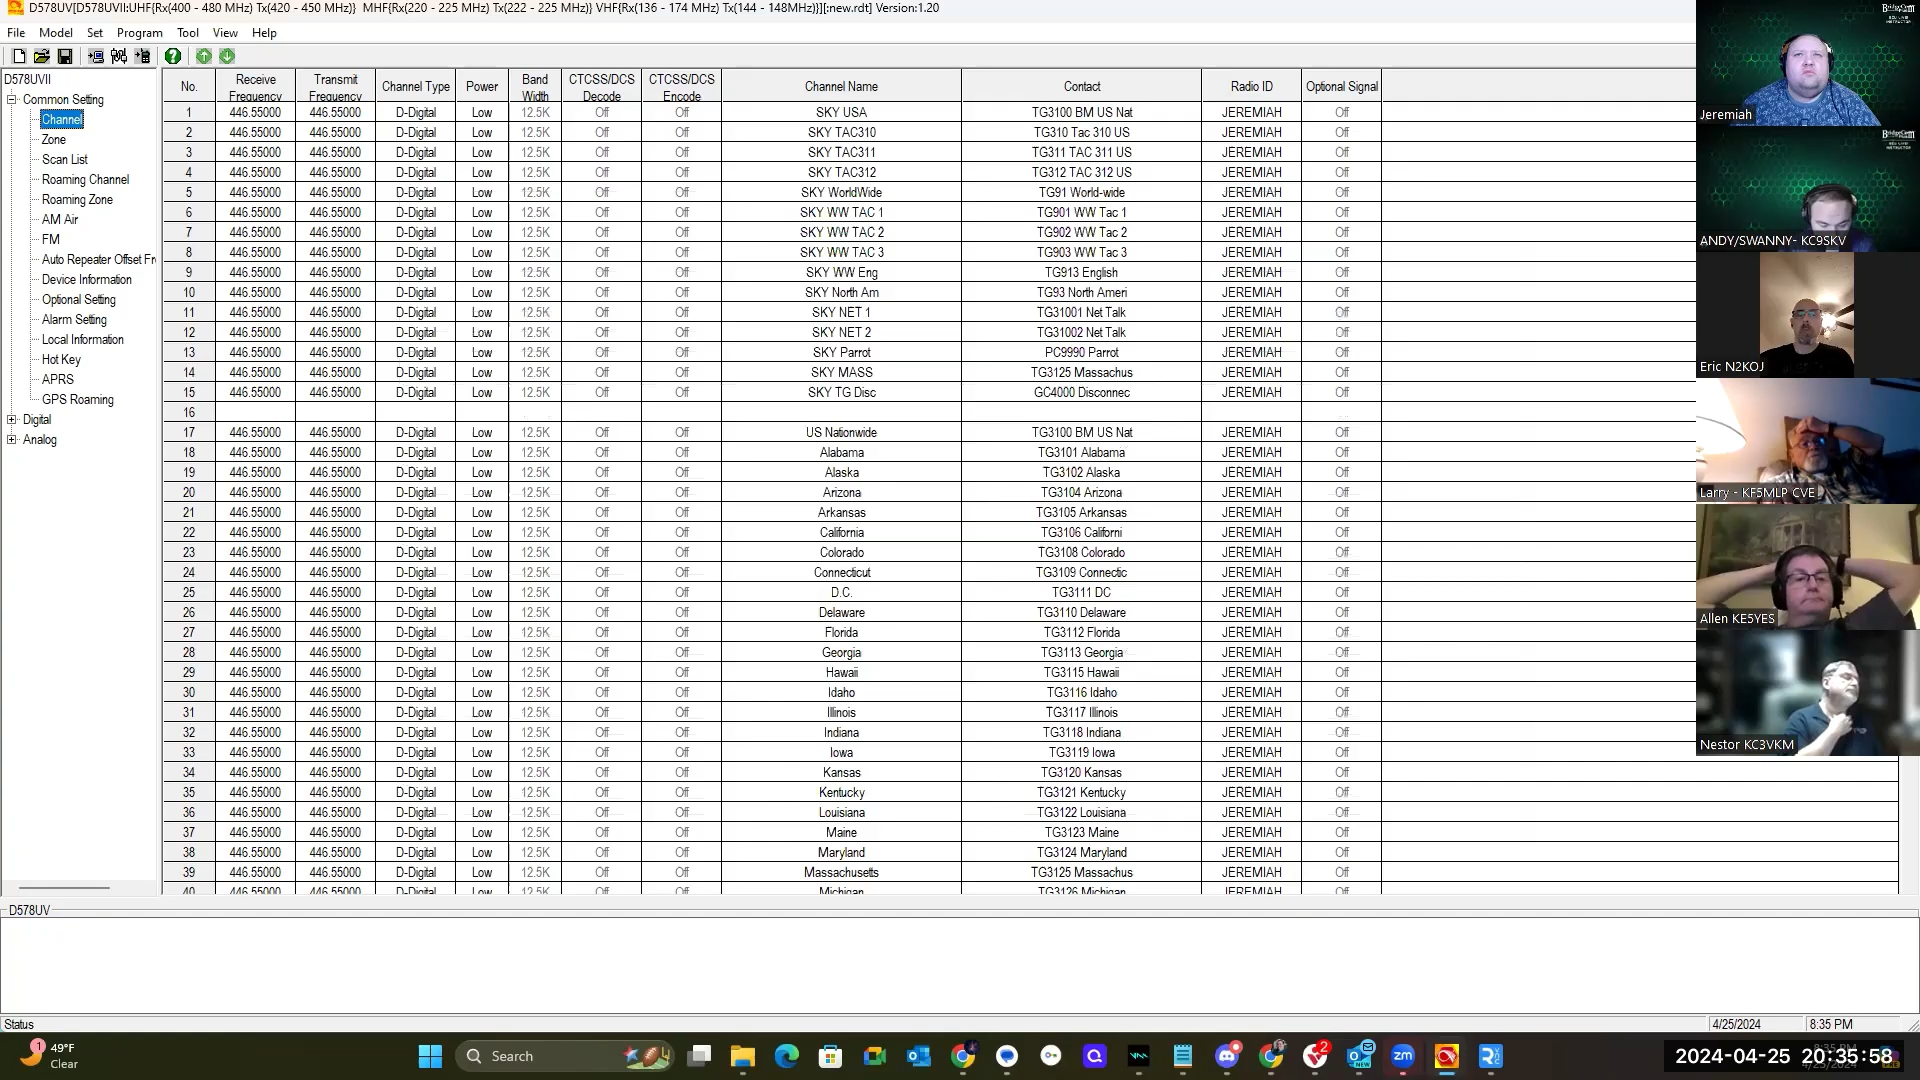 D578UV[D578UVII:UHF{Rx(400 - 480 MHz) Tx(420 - 450 MHz)}  MHF{Rx(220 - 225 MHz) Tx(222 - 225 MHz)} VHF{Rx(136 - 174 MHz) Tx(144 - 148MHz)}][:new.rdt] Version:1.20
File Model Set Program Tool View Help
D578UVII
Common Setting
Channel
Zone
Scan List
Roaming Channel
Roaming Zone
AM Air
FM
Auto Repeater Offset Fr
Device Information
Optional Setting
Alarm Setting
Local Information
Hot Key
APRS
GPS Roaming
Digital
Analog
No. Receive Frequency Transmit Frequency Channel Type Power Band Width CTCSS/DCS Decode CTCSS/DCS Encode Channel Name Contact Radio ID Optional Signal
1 446.55000 446.55000 D-Digital Low 12.5K Off Off SKY USA TG3100 BM US Nat JEREMIAH Off
2 446.55000 446.55000 D-Digital Low 12.5K Off Off SKY TAC310 TG310 Tac 310 US JEREMIAH Off
3 446.55000 446.55000 D-Digital Low 12.5K Off Off SKY TAC311 TG311 TAC 311 US JEREMIAH Off
4 446.55000 446.55000 D-Digital Low 12.5K Off Off SKY TAC312 TG312 TAC 312 US JEREMIAH Off
5 446.55000 446.55000 D-Digital Low 12.5K Off Off SKY WorldWide TG91 World-wide JEREMIAH Off
6 446.55000 446.55000 D-Digital Low 12.5K Off Off SKY WW TAC 1 TG901 WW Tac 1 JEREMIAH Off
7 446.55000 446.55000 D-Digital Low 12.5K Off Off SKY WW TAC 2 TG902 WW Tac 2 JEREMIAH Off
8 446.55000 446.55000 D-Digital Low 12.5K Off Off SKY WW TAC 3 TG903 WW Tac 3 JEREMIAH Off
9 446.55000 446.55000 D-Digital Low 12.5K Off Off SKY WW Eng TG913 English JEREMIAH Off
10 446.55000 446.55000 D-Digital Low 12.5K Off Off SKY North Am TG93 North Ameri JEREMIAH Off
11 446.55000 446.55000 D-Digital Low 12.5K Off Off SKY NET 1 TG31001 Net Talk JEREMIAH Off
12 446.55000 446.55000 D-Digital Low 12.5K Off Off SKY NET 2 TG31002 Net Talk JEREMIAH Off
13 446.55000 446.55000 D-Digital Low 12.5K Off Off SKY Parrot PC9990 Parrot JEREMIAH Off
14 446.55000 446.55000 D-Digital Low 12.5K Off Off SKY MASS TG3125 Massachus JEREMIAH Off
15 446.55000 446.55000 D-Digital Low 12.5K Off Off SKY TG Disc GC4000 Disconnec JEREMIAH Off
16
17 446.55000 446.55000 D-Digital Low 12.5K Off Off US Nationwide TG3100 BM US Nat JEREMIAH Off
18 446.55000 446.55000 D-Digital Low 12.5K Off Off Alabama TG3101 Alabama JEREMIAH Off
19 446.55000 446.55000 D-Digital Low 12.5K Off Off Alaska TG3102 Alaska JEREMIAH Off
20 446.55000 446.55000 D-Digital Low 12.5K Off Off Arizona TG3104 Arizona JEREMIAH Off
21 446.55000 446.55000 D-Digital Low 12.5K Off Off Arkansas TG3105 Arkansas JEREMIAH Off
22 446.55000 446.55000 D-Digital Low 12.5K Off Off California TG3106 Californi JEREMIAH Off
23 446.55000 446.55000 D-Digital Low 12.5K Off Off Colorado TG3108 Colorado JEREMIAH Off
24 446.55000 446.55000 D-Digital Low 12.5K Off Off Connecticut TG3109 Connectic JEREMIAH Off
25 446.55000 446.55000 D-Digital Low 12.5K Off Off D.C. TG3111 DC JEREMIAH Off
26 446.55000 446.55000 D-Digital Low 12.5K Off Off Delaware TG3110 Delaware JEREMIAH Off
27 446.55000 446.55000 D-Digital Low 12.5K Off Off Florida TG3112 Florida JEREMIAH Off
28 446.55000 446.55000 D-Digital Low 12.5K Off Off Georgia TG3113 Georgia JEREMIAH Off
29 446.55000 446.55000 D-Digital Low 12.5K Off Off Hawaii TG3115 Hawaii JEREMIAH Off
30 446.55000 446.55000 D-Digital Low 12.5K Off Off Idaho TG3116 Idaho JEREMIAH Off
31 446.55000 446.55000 D-Digital Low 12.5K Off Off Illinois TG3117 Illinois JEREMIAH Off
32 446.55000 446.55000 D-Digital Low 12.5K Off Off Indiana TG3118 Indiana JEREMIAH Off
33 446.55000 446.55000 D-Digital Low 12.5K Off Off Iowa TG3119 Iowa JEREMIAH Off
34 446.55000 446.55000 D-Digital Low 12.5K Off Off Kansas TG3120 Kansas JEREMIAH Off
35 446.55000 446.55000 D-Digital Low 12.5K Off Off Kentucky TG3121 Kentucky JEREMIAH Off
36 446.55000 446.55000 D-Digital Low 12.5K Off Off Louisiana TG3122 Louisiana JEREMIAH Off
37 446.55000 446.55000 D-Digital Low 12.5K Off Off Maine TG3123 Maine JEREMIAH Off
38 446.55000 446.55000 D-Digital Low 12.5K Off Off Maryland TG3124 Maryland JEREMIAH Off
39 446.55000 446.55000 D-Digital Low 12.5K Off Off Massachusetts TG3125 Massachus JEREMIAH Off
40 446.55000 446.55000 D-Digital Low 12.5K Off Off Michigan TG3126 Michigan JEREMIAH Off
BridgeCom
Jeremiah
BridgeCom
ANDY/SWANNY- KC9SKV
Eric N2KOJ
Larry - KF5MLP CVE
Allen KE5YES
Nestor KC3VKM
D578UV
Status
4/25/2024 8:35 PM
1
49°F
Clear
Search
2
NEW
zm
2024-04-25 20:35:58